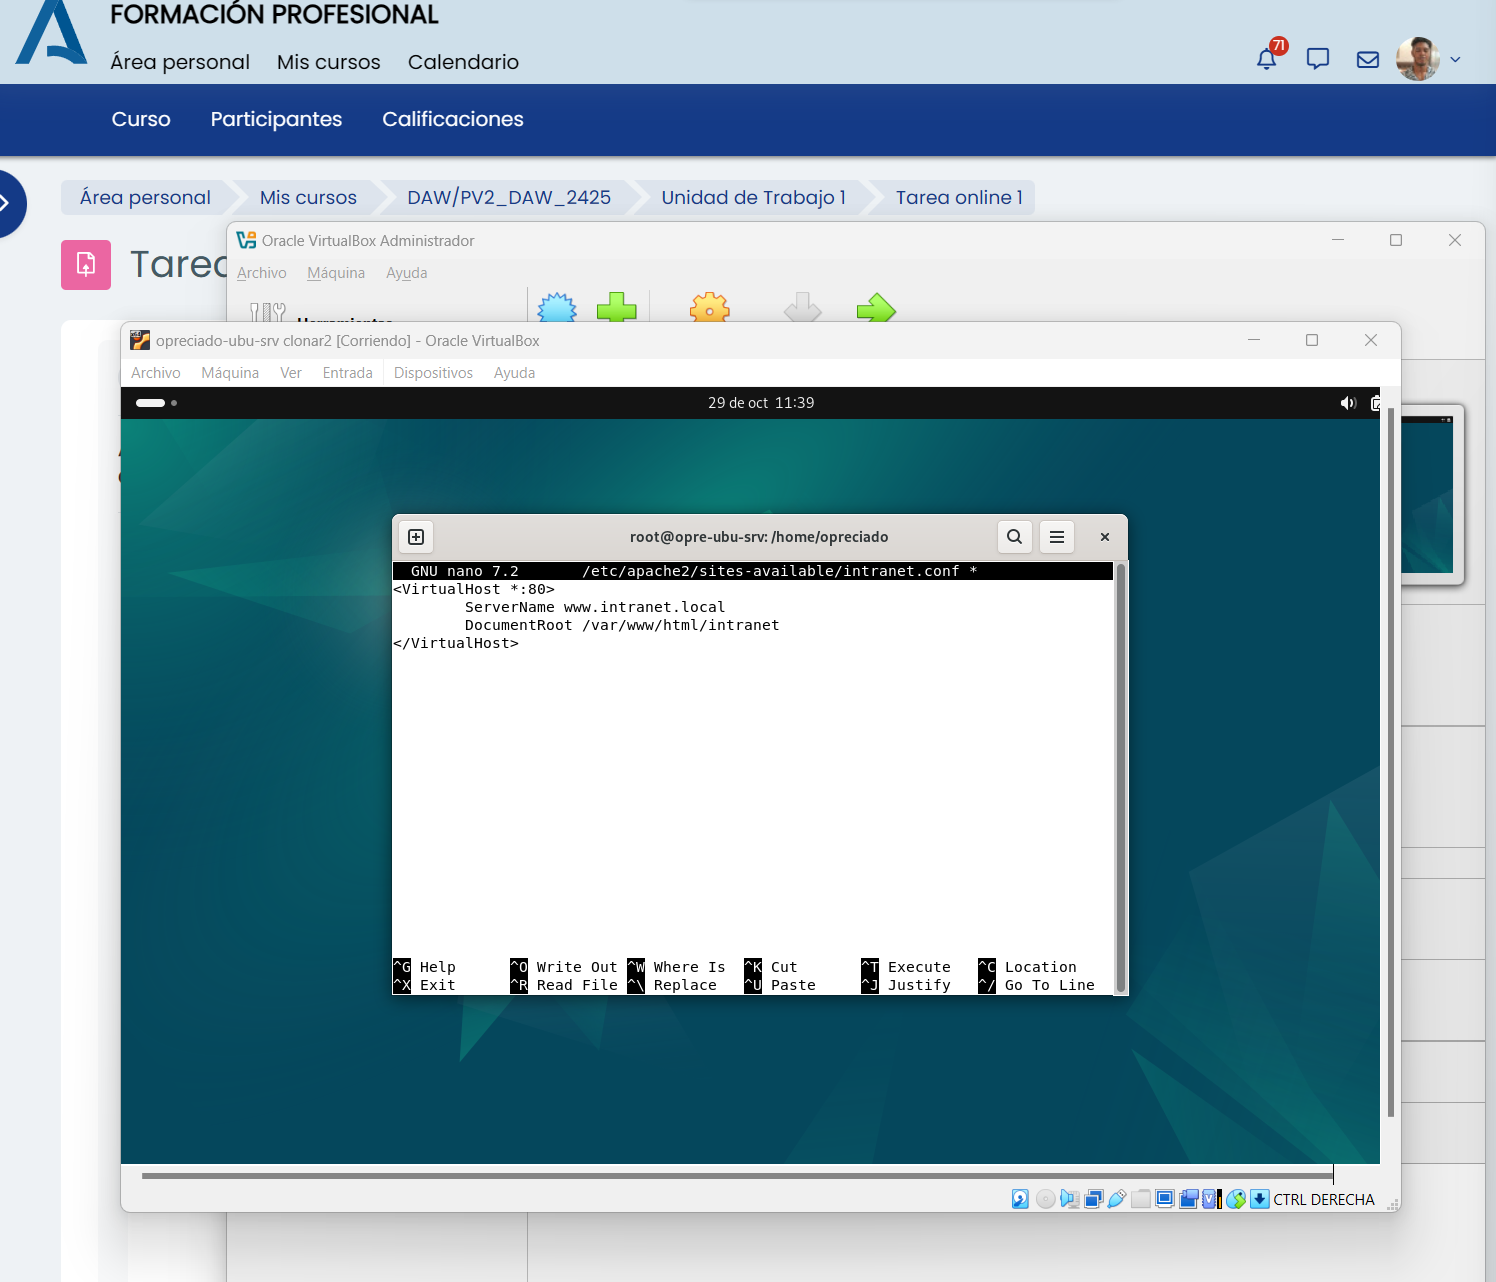 FORMACIÓN PROFESIONAL
Área personal Mis cursos Calendario
71
Curso Participantes Calificaciones
Área personal Mis cursos DAW/PV2_DAW_2425 Unidad de Trabajo 1 Tarea online 1
Oracle VirtualBox Administrador
Archivo Máquina Ayuda
opreciado-ubu-srv clonar2 [Corriendo] - Oracle VirtualBox
Archivo Máquina Ver Entrada Dispositivos Ayuda
29 de oct 11:39
root@opre-ubu-srv: /home/opreciado
GNU nano 7.2 /etc/apache2/sites-available/intranet.conf *
<VirtualHost *:80>
ServerName www.intranet.local
DocumentRoot /var/www/html/intranet
</VirtualHost>
^G Help ^O Write Out ^W Where Is ^K Cut ^T Execute ^C Location
^X Exit ^R Read File ^\ Replace ^U Paste ^J Justify ^/ Go To Line
CTRL DERECHA